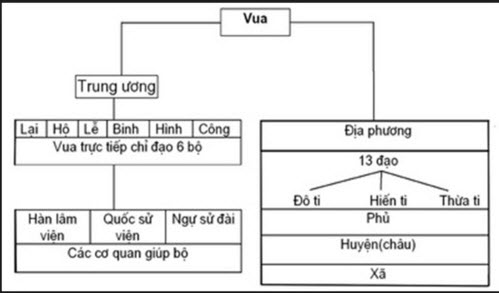 Vua
Trung ương
Lại Hộ Lễ Binh Hình Công
Vua trực tiếp chỉ đạo 6 bộ
Hàn lâm viện Quốc sử viện Ngự sử đài
Các cơ quan giúp bộ
Địa phương
13 đạo
Đô ti Hiến ti Thừa ti
Phủ
Huyện(châu)
Xã